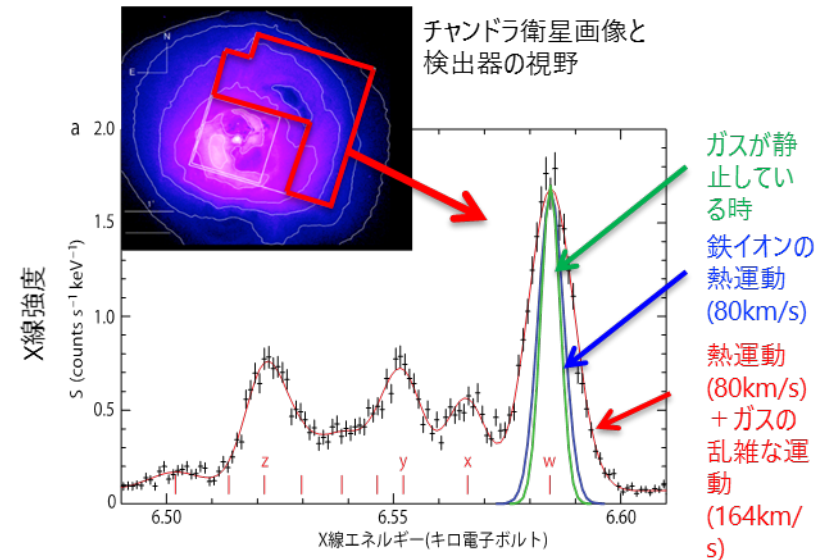 チャンドラ衛星画像と
検出器の視野
N
E
1'
a
2.0
1.5
1.0
0.5
0
X線強度
S (counts s⁻¹ keV⁻¹)
z
y
x
w
6.50
6.55
6.60
X線エネルギー(キロ電子ボルト)
ガスが静
止してい
る時
鉄イオンの
熱運動
(80km/s)
熱運動
(80km/s)
+ガスの
乱雑な運
動
(164km/
s)